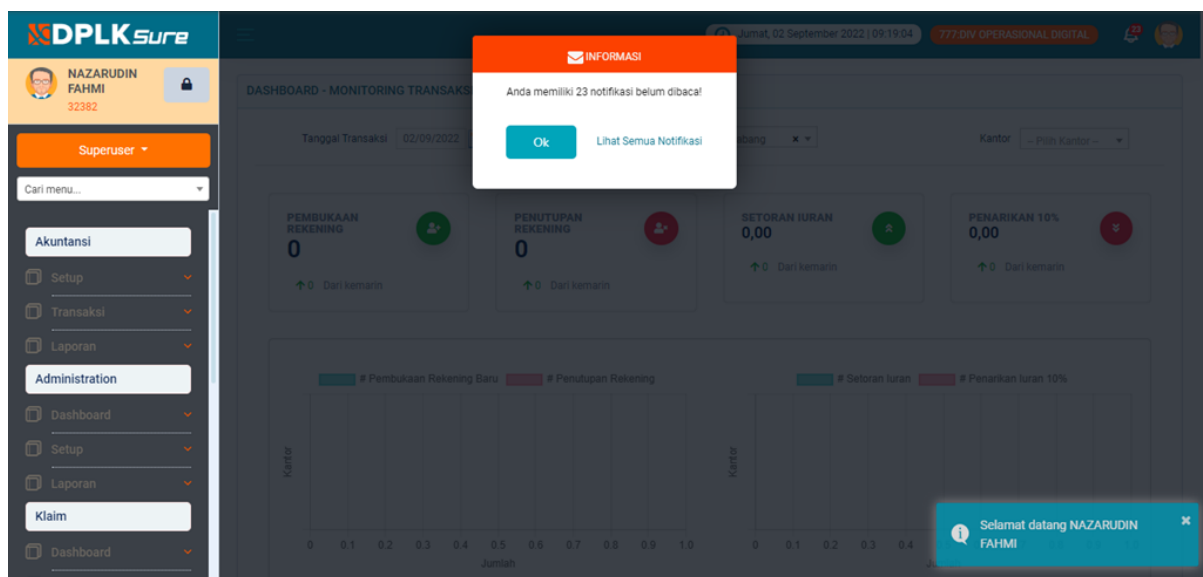 DPLKsure
NAZARUDIN
FAHMI
32382
Superuser
Cari menu...
Akuntansi
Setup
Transaksi
Laporan
Administration
Dashboard
Setup
Laporan
Klaim
Dashboard
Jumat, 02 September 2022 | 09:19:04
777:DIV OPERASIONAL DIGITAL
23
INFORMASI
Anda memiliki 23 notifikasi belum dibaca!
Ok
Lihat Semua Notifikasi
DASHBOARD - MONITORING TRANSAKSI
Tanggal Transaksi 02/09/2022
x
Kantor -- Pilih Kantor --
PEMBUKAAN
REKENING
0
0 Dari kemarin
PENUTUPAN
REKENING
0
0 Dari kemarin
SETORAN IURAN
0,00
0 Dari kemarin
PENARIKAN 10%
0,00
0 Dari kemarin
# Pembukaan Rekening Baru # Penutupan Rekening
Kantor
0 0.1 0.2 0.3 0.4 0.5 0.6 0.7 0.8 0.9 1.0
Jumlah
# Setoran Iuran # Penarikan Iuran 10%
Kantor
0 0.1 0.2 0.3 0.4
Selamat datang NAZARUDIN
FAHMI
x